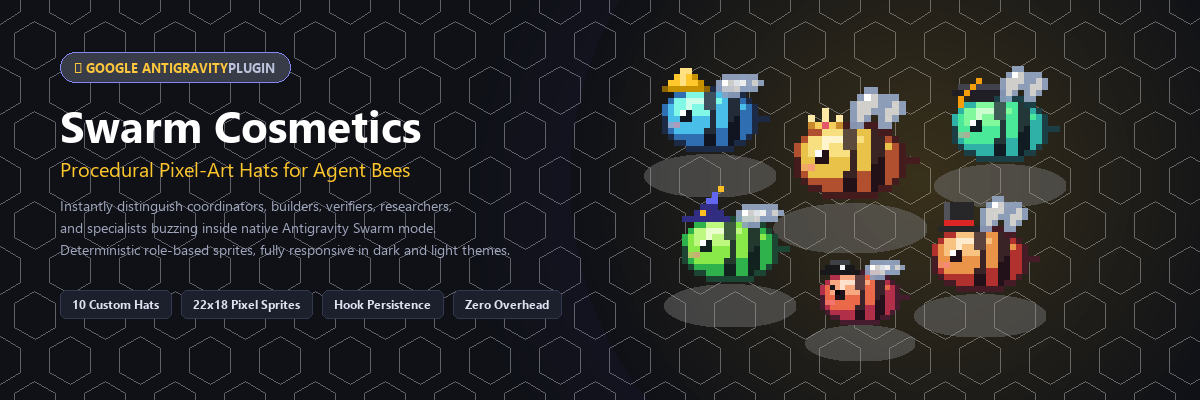 GOOGLE ANTIGRAVITY PLUGIN
Swarm Cosmetics
Procedural Pixel-Art Hats for Agent Bees
Instantly distinguish coordinators, builders, verifiers, researchers,
and specialists buzzing inside native Antigravity Swarm mode.
Deterministic role-based sprites, fully responsive in dark and light themes.
10 Custom Hats
22x18 Pixel Sprites
Hook Persistence
Zero Overhead